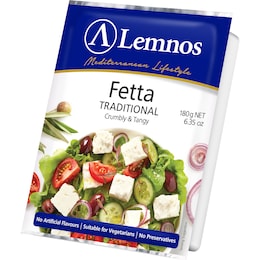 Lemnos
Mediterranean Lifestyle
Fetta
TRADITIONAL
Crumbly & Tangy
180g NET
6.35 oz
No Artificial Flavours | Suitable for Vegetarians | No Preservatives